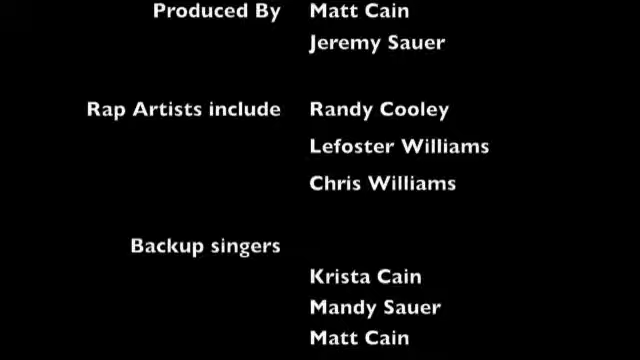 Produced By Matt Cain
Jeremy Sauer
Rap Artists include Randy Cooley
Lefoster Williams
Chris Williams
Backup singers
Krista Cain
Mandy Sauer
Matt Cain